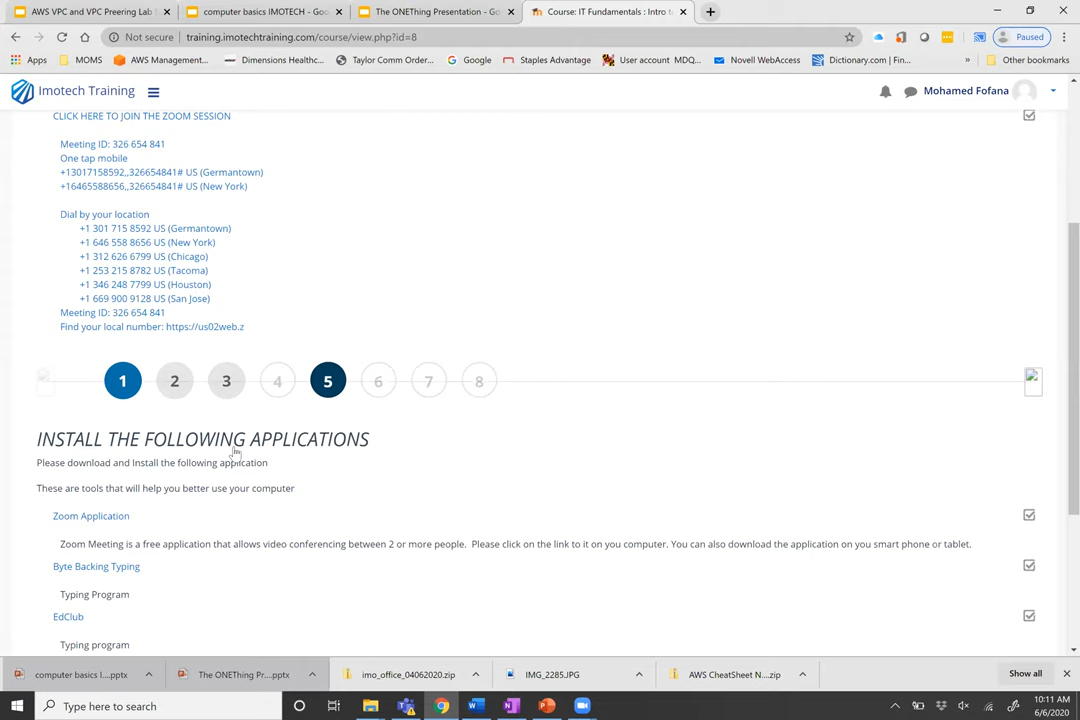 AWS VPC and VPC Preering Lab
computer basics IMOTECH - Goo
The ONEThing Presentation - Goo
Course: IT Fundamentals : Intro t
Not secure
training.imotechtraining.com/course/view.php?id=8
Paused
Apps
MOMS
AWS Management...
Dimensions Healthc...
Taylor Comm Order...
Google
Staples Advantage
User account MDQ...
Novell WebAccess
Dictionary.com | Fin...
»
Other bookmarks
Imotech Training
Mohamed Fofana
CLICK HERE TO JOIN THE ZOOM SESSION
Meeting ID: 326 654 841
One tap mobile
+13017158592,,326654841# US (Germantown)
+16465588656,,326654841# US (New York)
Dial by your location
+1 301 715 8592 US (Germantown)
+1 646 558 8656 US (New York)
+1 312 626 6799 US (Chicago)
+1 253 215 8782 US (Tacoma)
+1 346 248 7799 US (Houston)
+1 669 900 9128 US (San Jose)
Meeting ID: 326 654 841
Find your local number: https://us02web.z
1
2
3
4
5
6
7
8
INSTALL THE FOLLOWING APPLICATIONS
Please download and Install the following application
These are tools that will help you better use your computer
Zoom Application
Zoom Meeting is a free application that allows video conferencing between 2 or more people. Please click on the link to it on you computer. You can also download the application on you smart phone or tablet.
Byte Backing Typing
Typing Program
EdClub
Typing program
computer basics I....pptx
The ONEThing Pr....pptx
imo_office_04062020.zip
IMG_2285.JPG
AWS CheatSheet N....zip
Show all
Type here to search
10:11 AM
6/6/2020